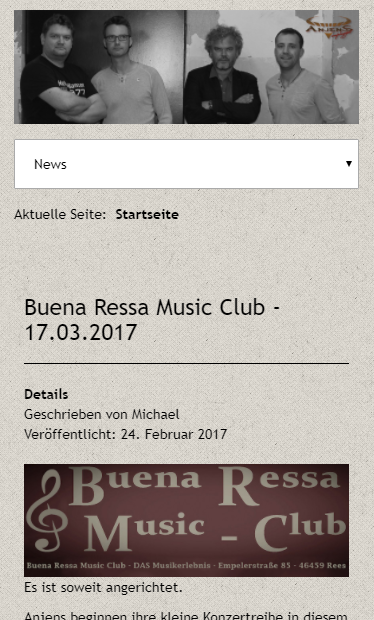 ANJENS
News
Aktuelle Seite: Startseite
Buena Ressa Music Club -
17.03.2017
Details
Geschrieben von Michael
Veröffentlicht: 24. Februar 2017
Buena Ressa
Music - Club
Buena Ressa Music Club - DAS Musikerlebnis - Empelerstraße 85 - 46459 Rees
Es ist soweit angerichtet.
Anjens beginnen ihre kleine Konzertreihe in diesem